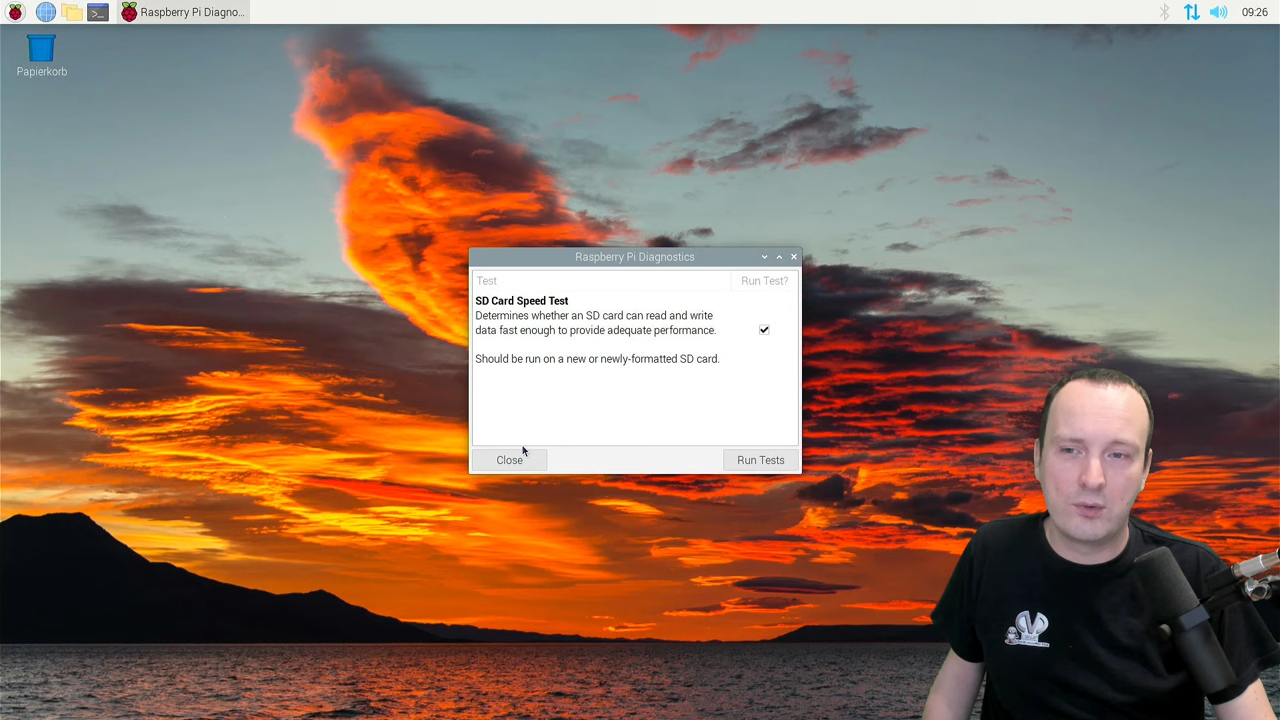 Raspberry Pi Diagno...
09:26
Papierkorb
Raspberry Pi Diagnostics
Test
Run Test?
SD Card Speed Test
Determines whether an SD card can read and write
data fast enough to provide adequate performance.
Should be run on a new or newly-formatted SD card.
Close
Run Tests